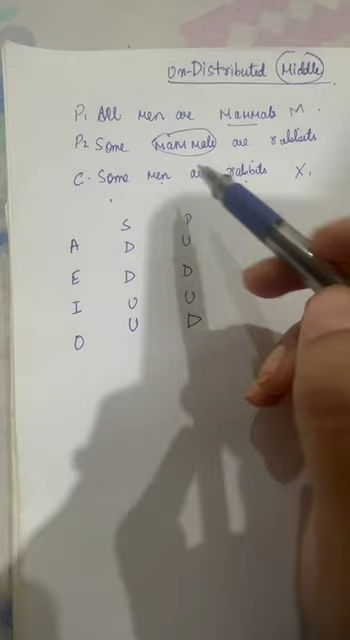 Un-Distributed Middle
P1 All men are Mammals M.
P2 Some Mammals are rabbits
C. Some men are rabbits X.
S P
A D U
E D D
I U U
O U D